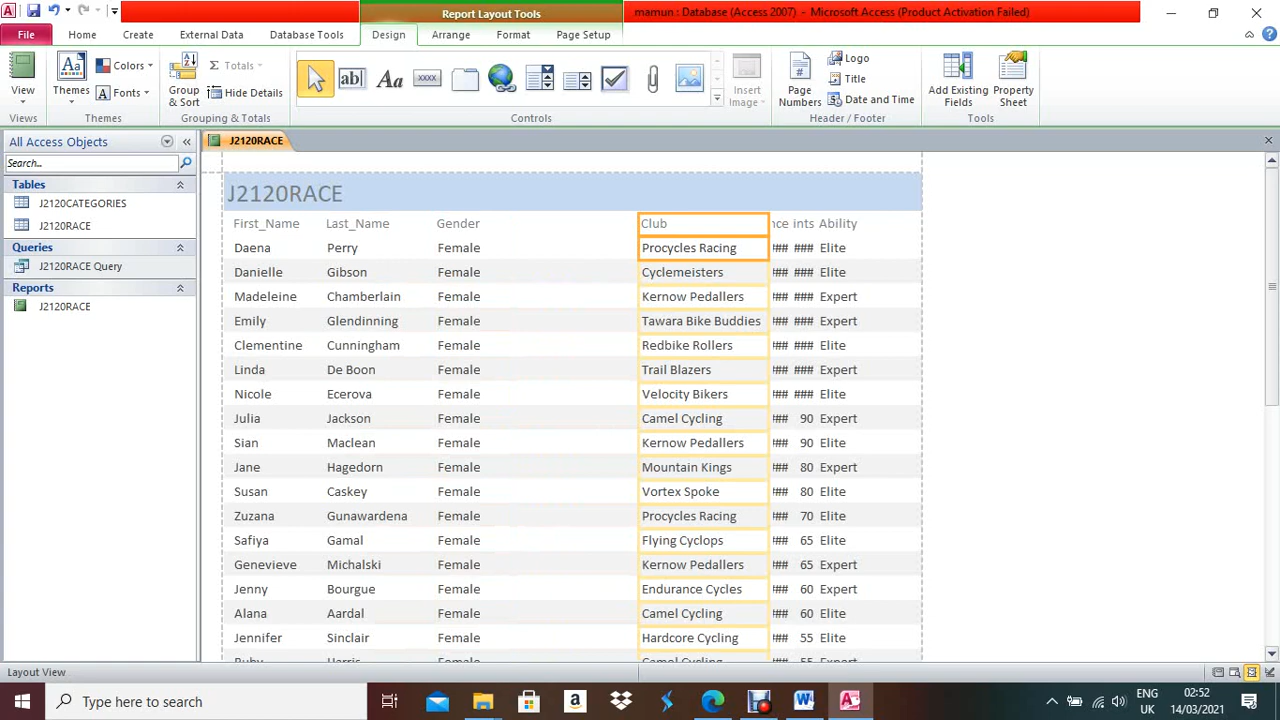 Report Layout Tools
mamun : Database (Access 2007) - Microsoft Access (Product Activation Failed)
File Home Create External Data Database Tools Design Arrange Format Page Setup
View
Views
Themes
Colors
Fonts
Themes
Group & Sort
Totals
Hide Details
Grouping & Totals
ab|
Aa
xxxx
Insert Image
Controls
Page Numbers
Logo
Title
Date and Time
Header / Footer
Add Existing Fields
Property Sheet
Tools
All Access Objects
Search...
Tables
J2120CATEGORIES
J2120RACE
Queries
J2120RACE Query
Reports
J2120RACE
J2120RACE
J2120RACE
First_Name Last_Name Gender Club nce ints Ability
Daena Perry Female Procycles Racing ### ### Elite
Danielle Gibson Female Cyclemeisters ### ### Elite
Madeleine Chamberlain Female Kernow Pedallers ### ### Expert
Emily Glendinning Female Tawara Bike Buddies ### ### Expert
Clementine Cunningham Female Redbike Rollers ### ### Elite
Linda De Boon Female Trail Blazers ### ### Expert
Nicole Ecerova Female Velocity Bikers ### ### Elite
Julia Jackson Female Camel Cycling ### 90 Expert
Sian Maclean Female Kernow Pedallers ### 90 Elite
Jane Hagedorn Female Mountain Kings ### 80 Expert
Susan Caskey Female Vortex Spoke ### 80 Elite
Zuzana Gunawardena Female Procycles Racing ### 70 Elite
Safiya Gamal Female Flying Cyclops ### 65 Elite
Genevieve Michalski Female Kernow Pedallers ### 65 Expert
Jenny Bourgue Female Endurance Cycles ### 60 Expert
Alana Aardal Female Camel Cycling ### 60 Elite
Jennifer Sinclair Female Hardcore Cycling ### 55 Elite
Ruby Harris Female Camel Cycling ### 55 Expert
Layout View
Type here to search
ENG
UK
02:52
14/03/2021